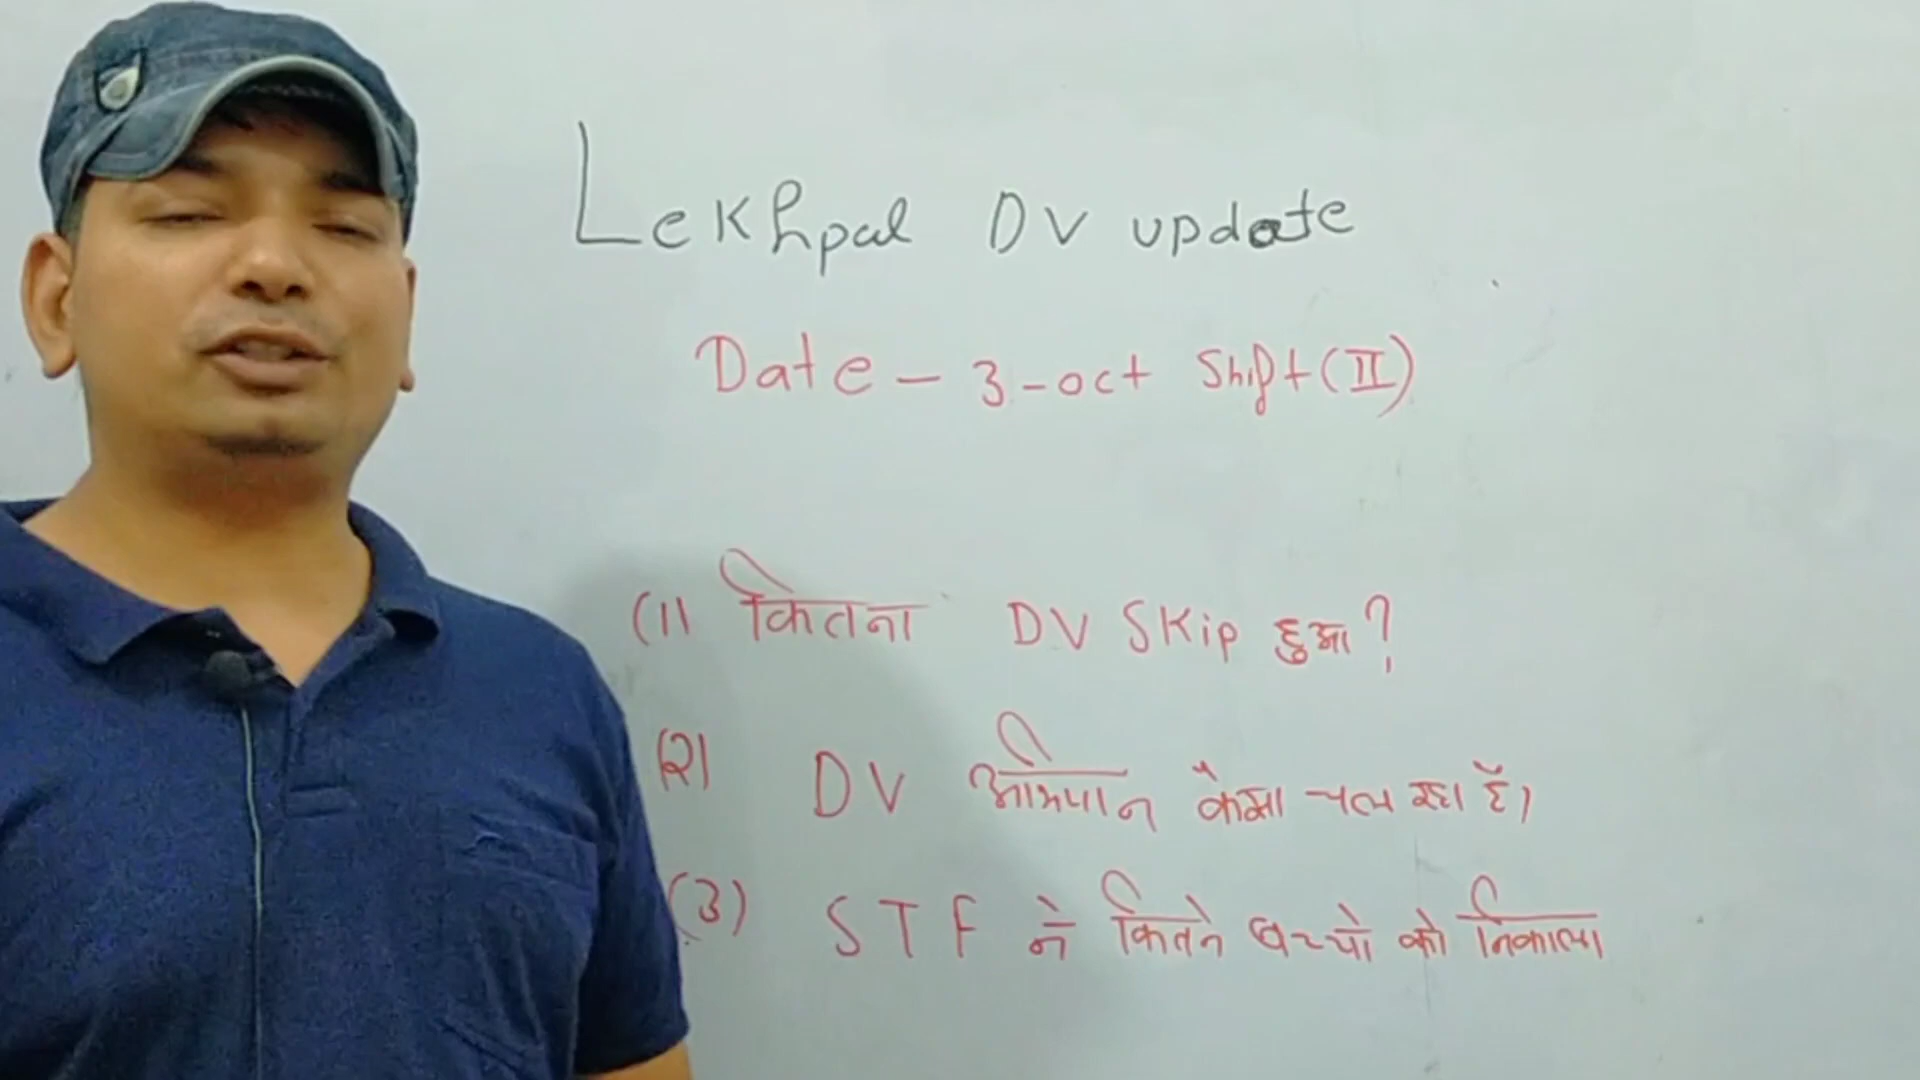 Lekhpal DV update
Date - 3-oct Shift (II)
(1) कितना DV Skip हुआ?
(2) DV अभियान कैसा चल रहा है।
(3) STF ने कितने बच्चो को निकाला